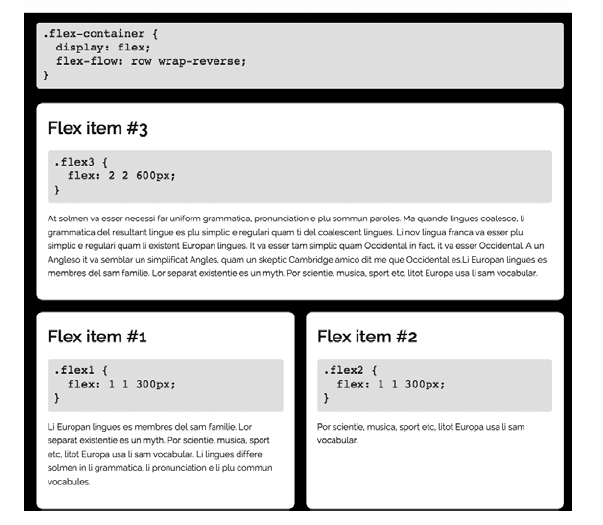 .flex-container {
display: flex;
flex-flow: row wrap-reverse;
}
Flex item #3
.flex3 {
flex: 2 2 600px;
}
At solmen va esser necessi far uniform grammatica, pronunciation e plu sommun paroles. Ma quande lingues coalesce, li
grammatica del resultant lingue es plu simplic e regulari quam ti del coalescent lingues. Li nov lingua franca va esser plu
simplic e regulari quam li existent Europan lingues. It va esser tam simplic quam Occidental in fact, it va esser Occidental. A un
Angleso it va semblar un simplificat Angles, quam un skeptic Cambridge amico dit me que Occidental es.Li Europan lingues es
membres del sam familie. Lor separat existentie es un myth. Por scientie, musica, sport etc, litot Europa usa li sam vocabular.
Flex item #1
.flex1 {
flex: 1 1 300px;
}
Li Europan lingues es membres del sam familie. Lor
separat existentie es un myth. Por scientie, musica, sport
etc, litot Europa usa li sam vocabular. Li lingues differe
solmen in li grammatica, li pronunciation e li plu commun
vocabules.
Flex item #2
.flex2 {
flex: 1 1 300px;
}
Por scientie, musica, sport etc, litot Europa usa li sam
vocabular.